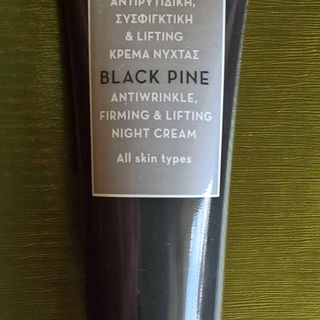 ΑΝΤΙΡΥΤΙΔΙΚΗ,
ΣΥΣΦΙΓΚΤΙΚΗ
& LIFTING
ΚΡΕΜΑ ΝΥΧΤΑΣ
BLACK PINE
ANTIWRINKLE,
FIRMING & LIFTING
NIGHT CREAM
All skin types